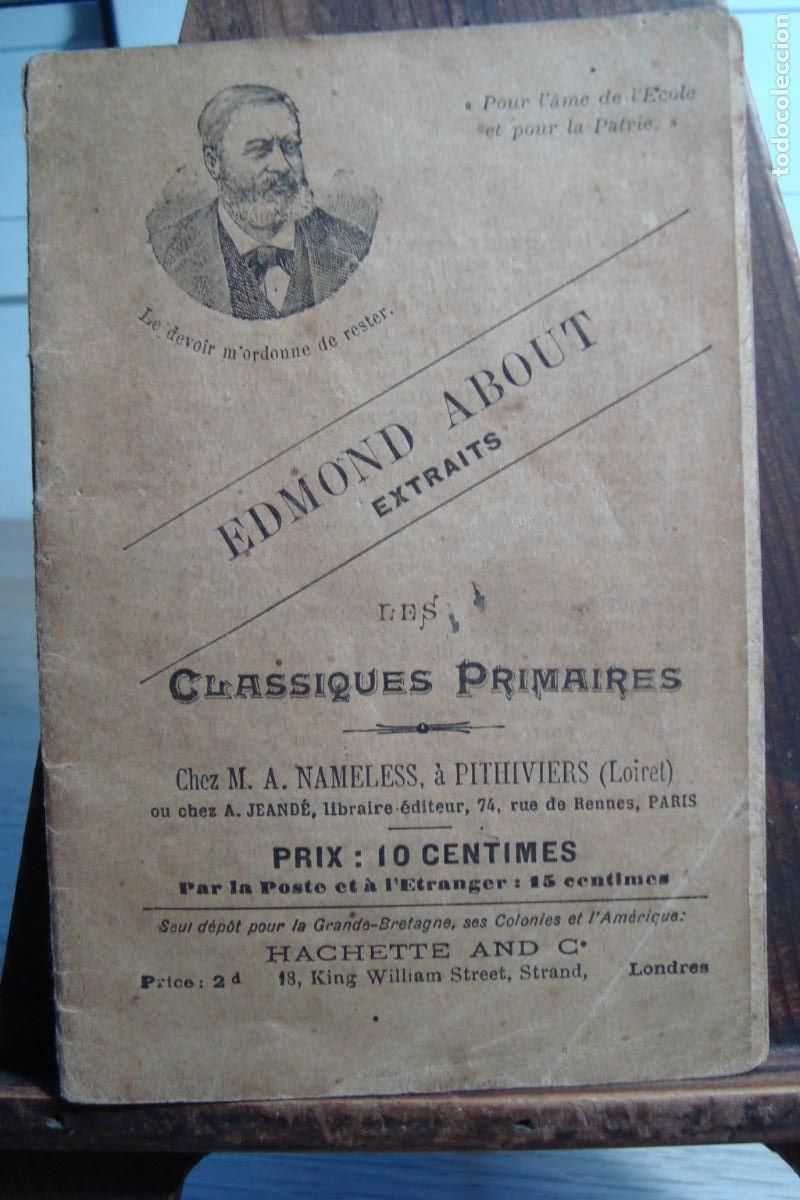 « Pour l'âme de l'Ecole
et pour la Patrie. »
Le devoir m'ordonne de rester.
EDMOND ABOUT
EXTRAITS
LES
CLASSIQUES PRIMAIRES
Chez M. A. NAMELESS, à PITHIVIERS (Loiret)
ou chez A. JEANDÉ, libraire-éditeur, 74, rue de Rennes, PARIS
PRIX : 10 CENTIMES
Par la Poste et à l'Etranger : 15 centimes
Seul dépôt pour la Grande-Bretagne, ses Colonies et l'Amérique:
HACHETTE AND Co
Price: 2 d 18, King William Street, Strand, Londres
todocoleccion